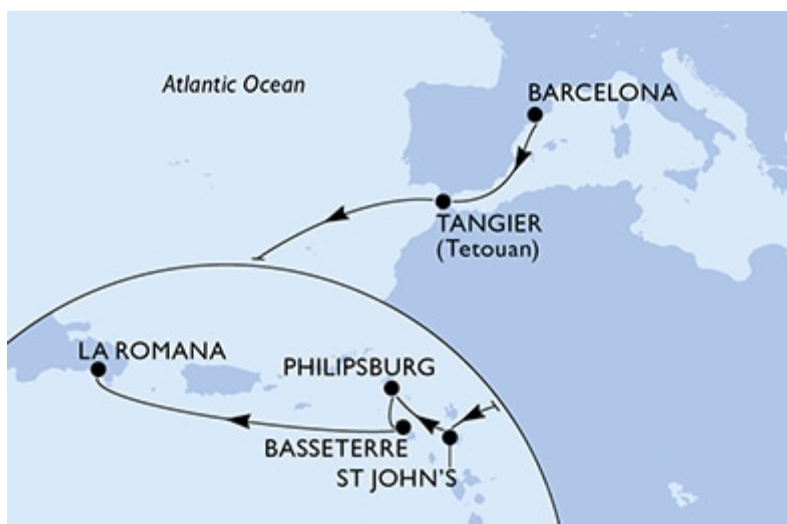 Atlantic Ocean
BARCELONA
TANGIER
(Tetouan)
LA ROMANA
PHILIPSBURG
BASSETERRE
ST JOHN'S